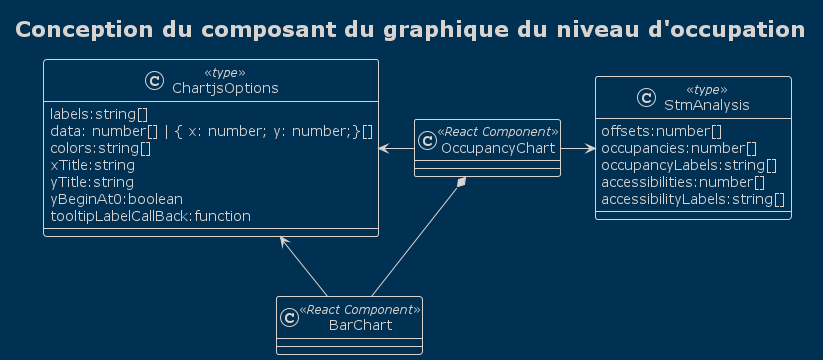 Conception du composant du graphique du niveau d'occupation
C
«type»
ChartjsOptions
labels:string[]
data: number[] | { x: number; y: number;}[]
colors:string[]
xTitle:string
yTitle:string
yBeginAt0:boolean
tooltipLabelCallBack:function
C
«React Component»
OccupancyChart
C
«type»
StmAnalysis
offsets:number[]
occupancies:number[]
occupancyLabels:string[]
accessibilities:number[]
accessibilityLabels:string[]
C
«React Component»
BarChart